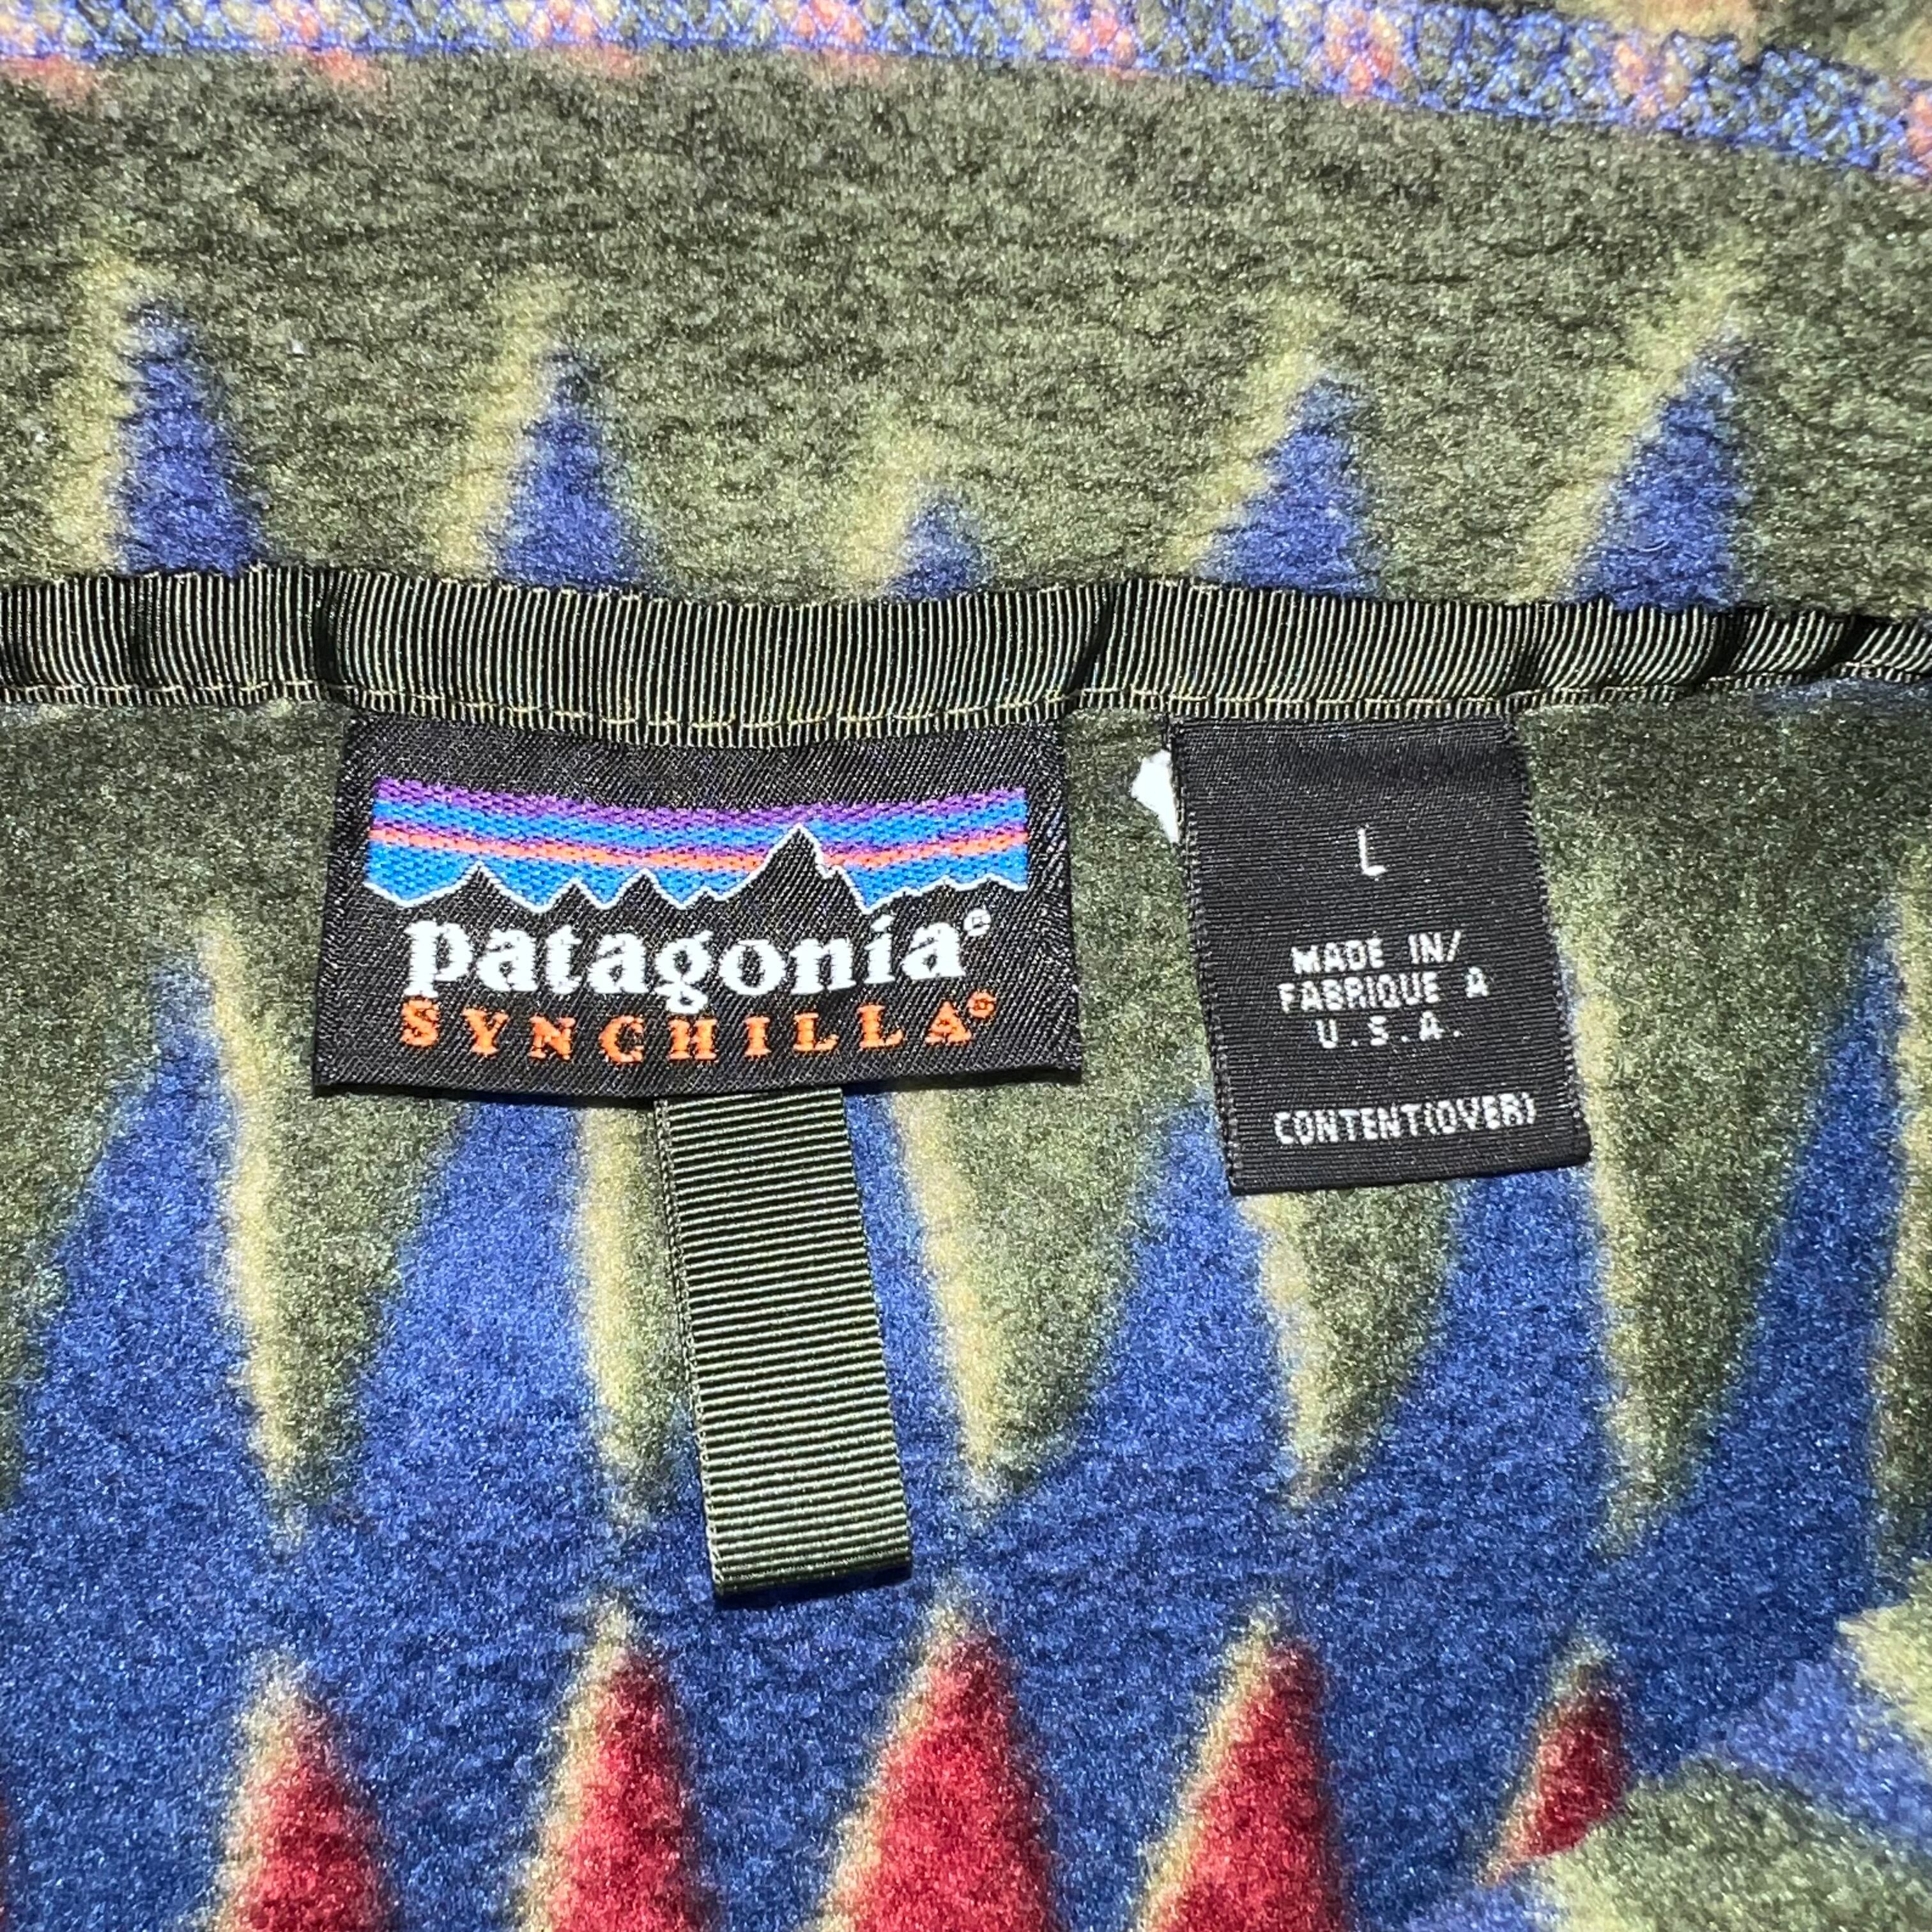 patagonia®
SYNCHILLA®
L
MADE IN/
FABRIQUE A
U.S.A.
CONTENT(OVER)